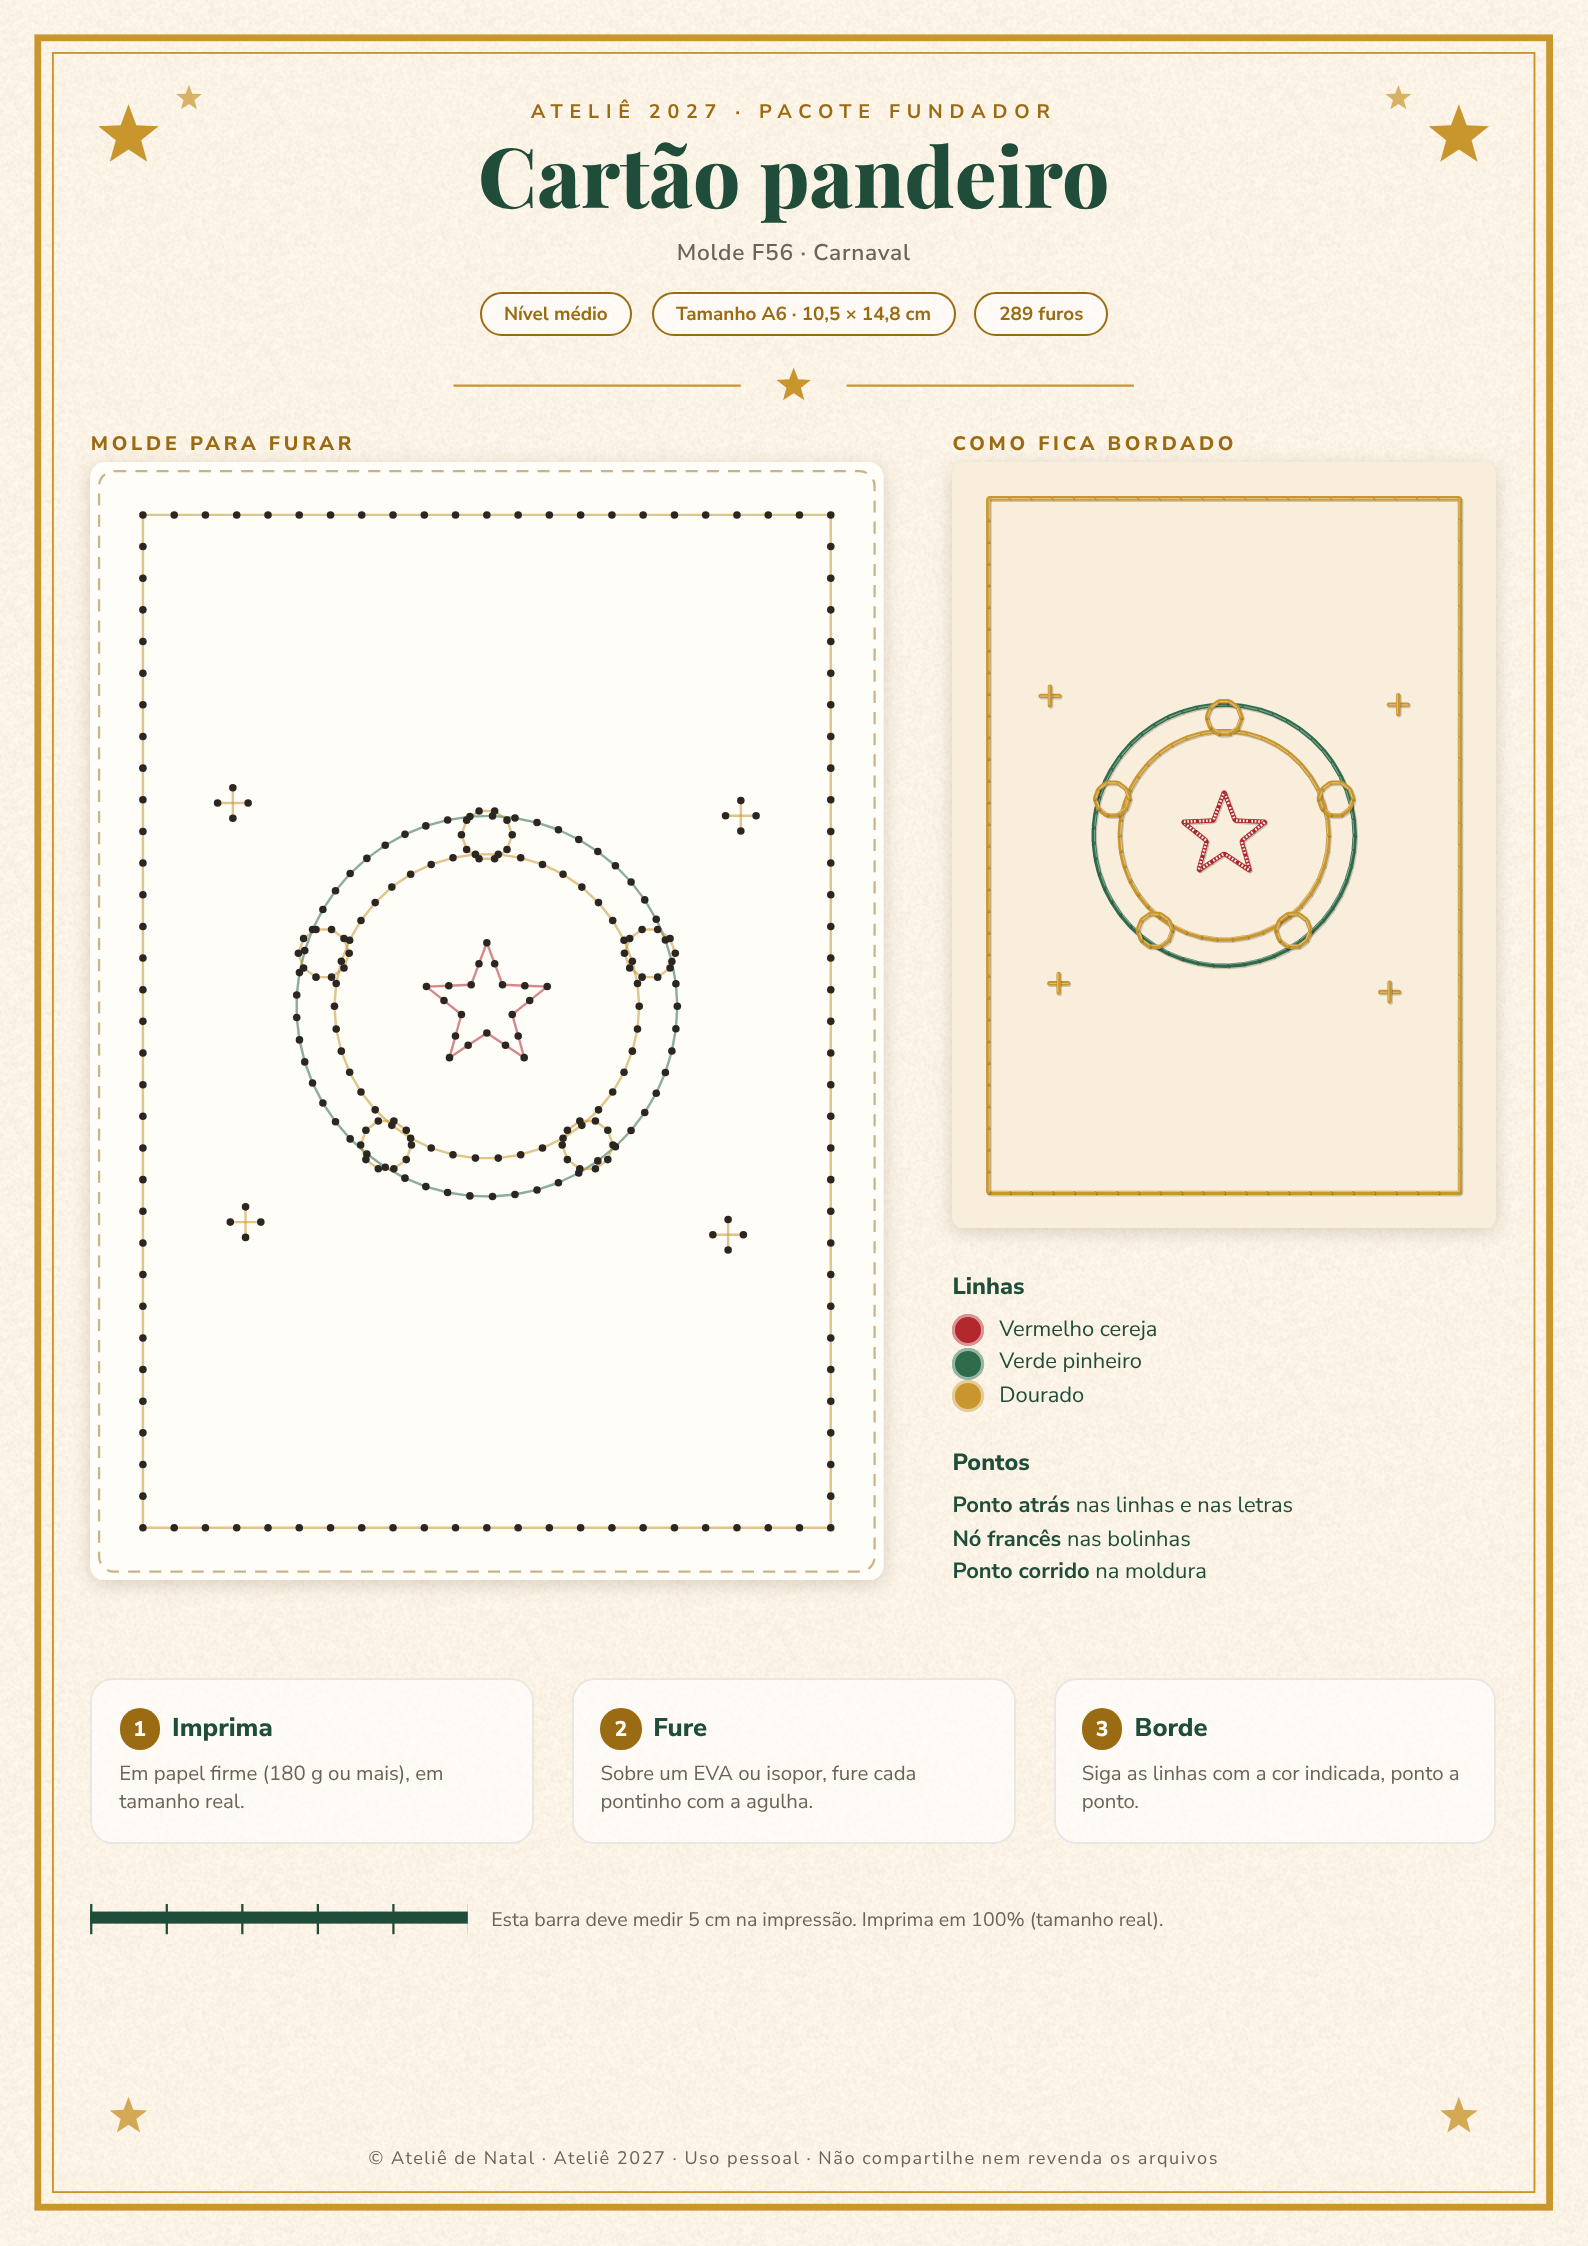 ATELIÊ 2027 · PACOTE FUNDADOR
Cartão pandeiro
Molde F56 · Carnaval
Nível médio
Tamanho A6 · 10,5 × 14,8 cm
289 furos
MOLDE PARA FURAR
COMO FICA BORDADO
Linhas
Vermelho cereja
Verde pinheiro
Dourado
Pontos
Ponto atrás nas linhas e nas letras
Nó francês nas bolinhas
Ponto corrido na moldura
1 Imprima
Em papel firme (180 g ou mais), em
tamanho real.
2 Fure
Sobre um EVA ou isopor, fure cada
pontinho com a agulha.
3 Borde
Siga as linhas com a cor indicada, ponto a
ponto.
Esta barra deve medir 5 cm na impressão. Imprima em 100% (tamanho real).
© Ateliê de Natal · Ateliê 2027 · Uso pessoal · Não compartilhe nem revenda os arquivos